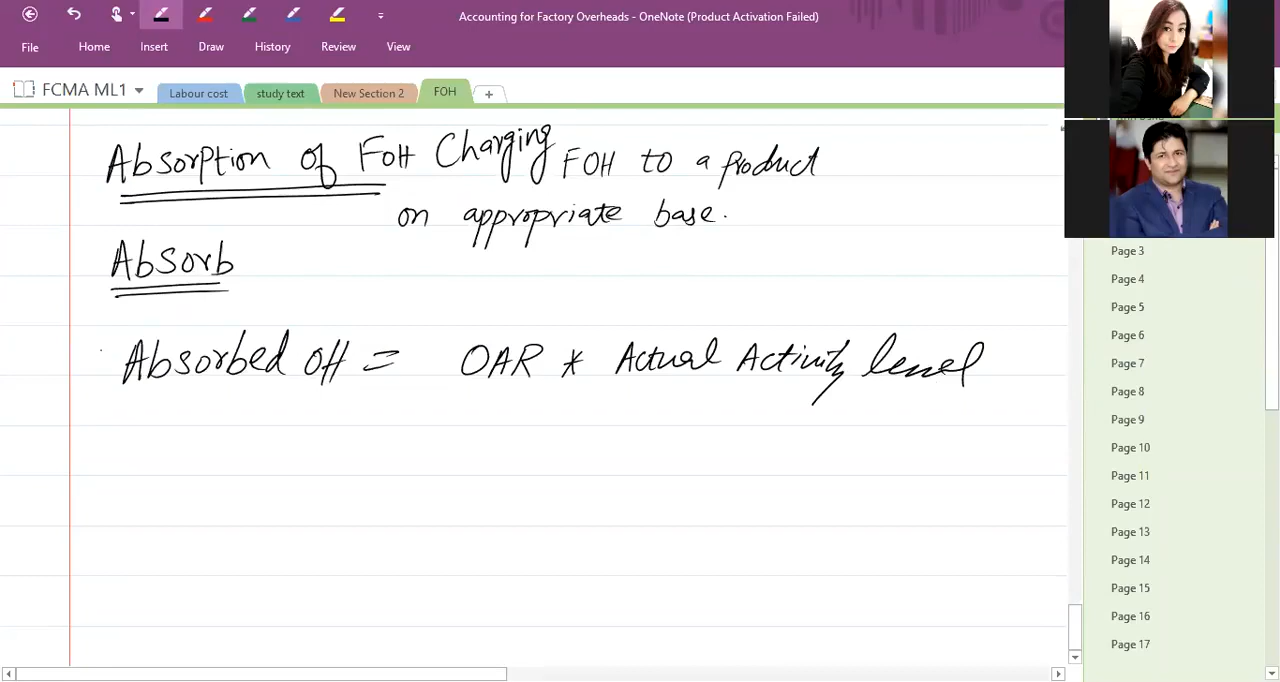 Accounting for Factory Overheads - OneNote (Product Activation Failed)
File Home Insert Draw History Review View
FCMA ML1 Labour cost study text New Section 2 FOH +
Absorption of FOH Charging FOH to a product
on appropriate base.
Absorb
Absorbed OH = OAR * Actual Activity level
Page 3
Page 4
Page 5
Page 6
Page 7
Page 8
Page 9
Page 10
Page 11
Page 12
Page 13
Page 14
Page 15
Page 16
Page 17